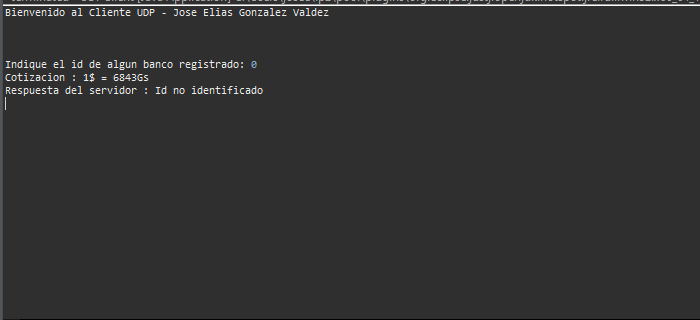 Bienvenido al Cliente UDP - Jose Elias Gonzalez Valdez
Indique el id de algun banco registrado: 0
Cotizacion : 1$ = 6843Gs
Respuesta del servidor : Id no identificado